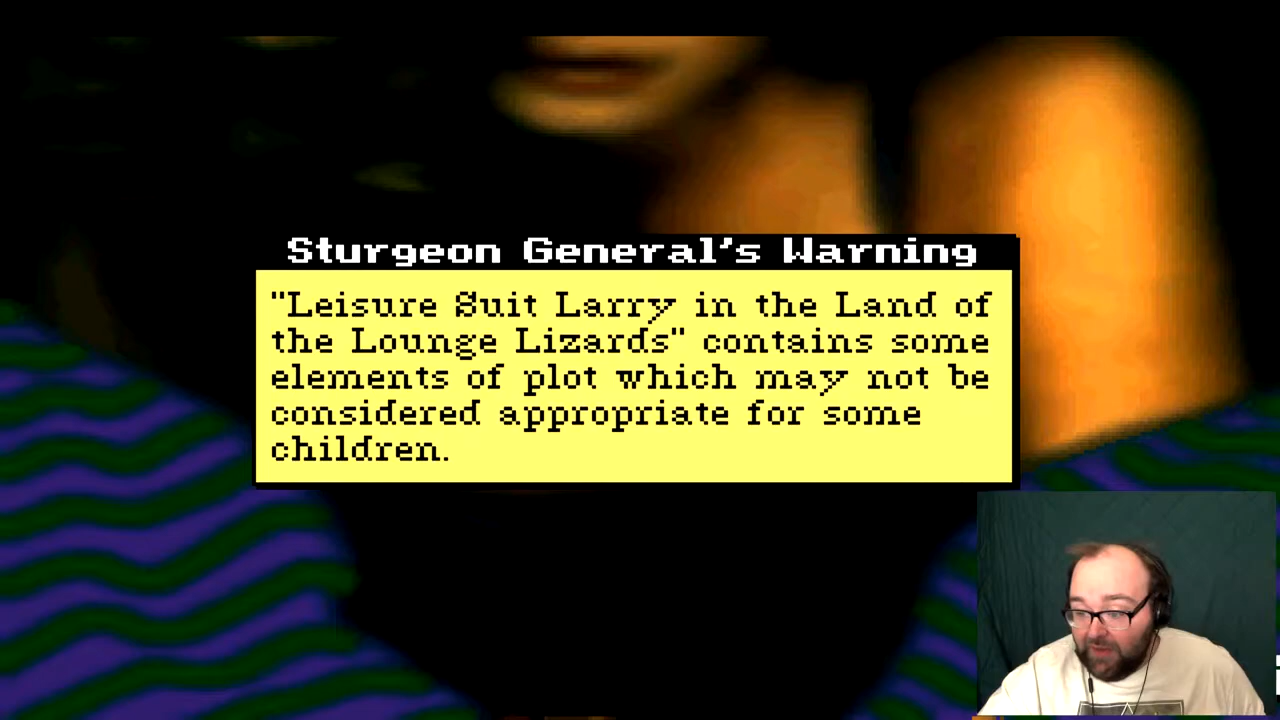 Sturgeon General's Warning
"Leisure Suit Larry in the Land of
the Lounge Lizards" contains some
elements of plot which may not be
considered appropriate for some
children.